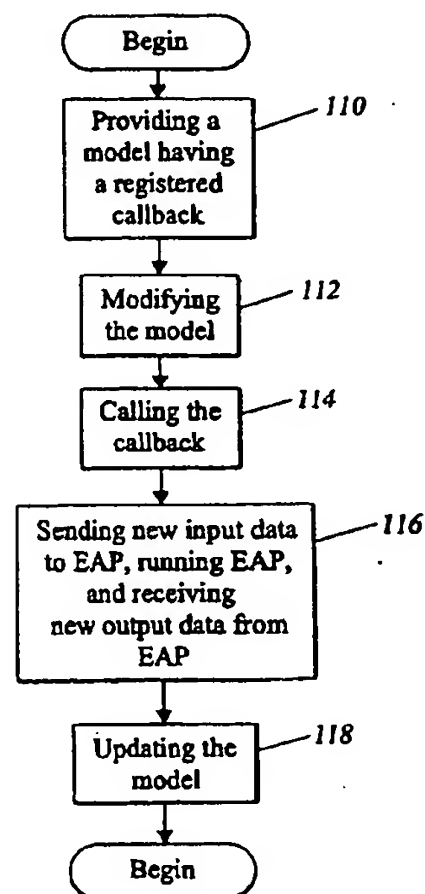 Begin
110
Providing a
model having
a registered
callback
112
Modifying
the model
114
Calling the
callback
116
Sending new input data
to EAP, running EAP,
and receiving
new output data from
EAP
118
Updating the
model
Begin